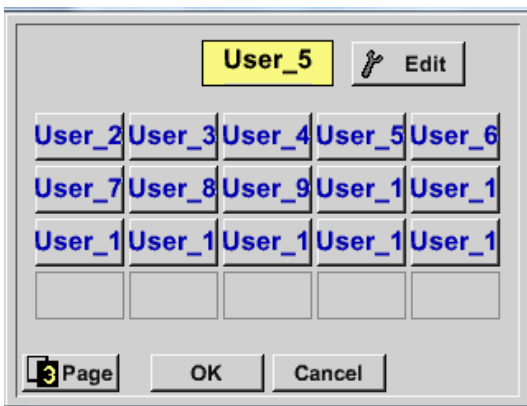 User_5 Edit
User_2 User_3 User_4 User_5 User_6
User_7 User_8 User_9 User_1 User_1
User_1 User_1 User_1 User_1 User_1
3 Page OK Cancel